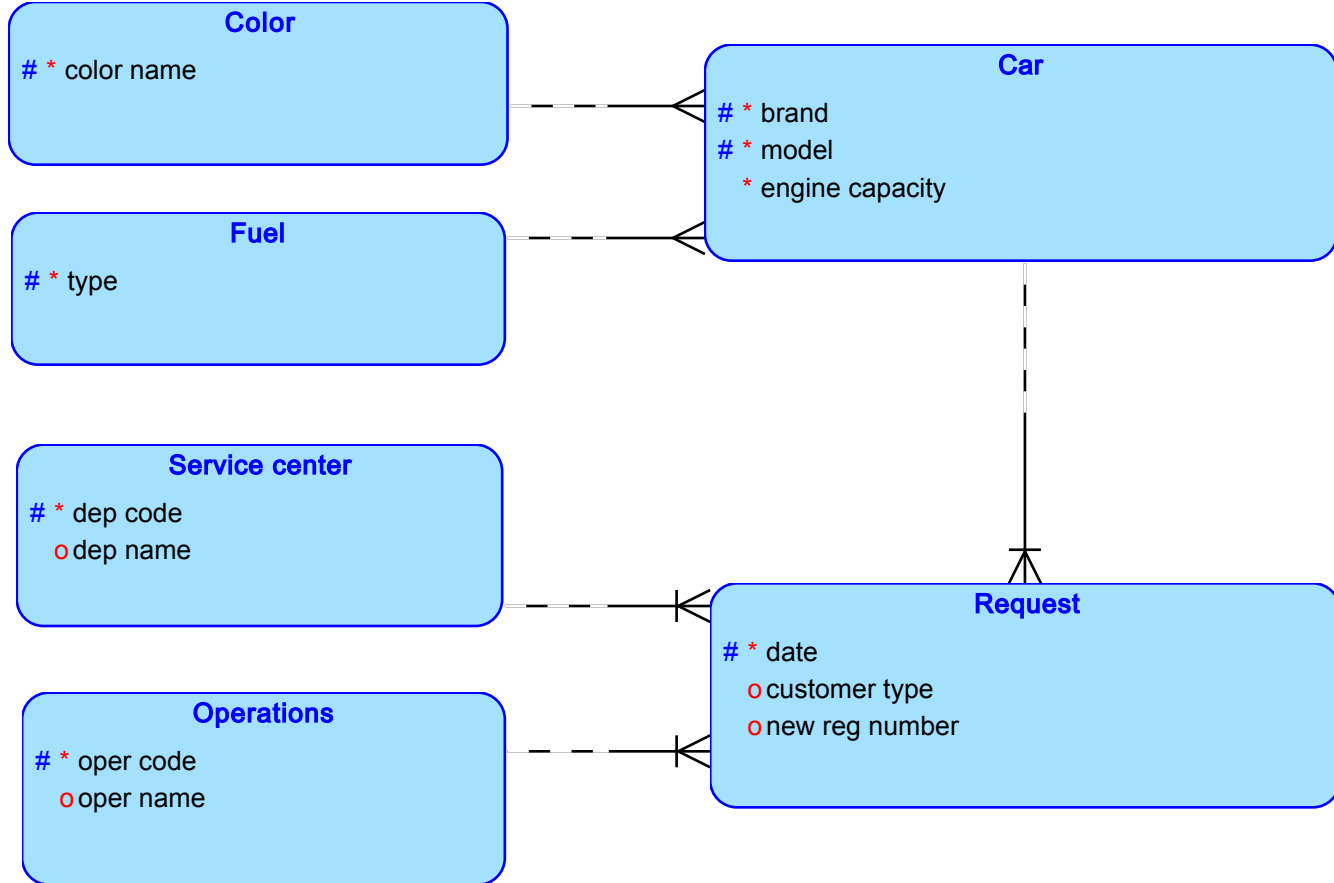 Color
# * color name
Car
# * brand
# * model
* engine capacity
Fuel
# * type
Service center
# * dep code
o dep name
Request
# * date
o customer type
o new reg number
Operations
# * oper code
o oper name